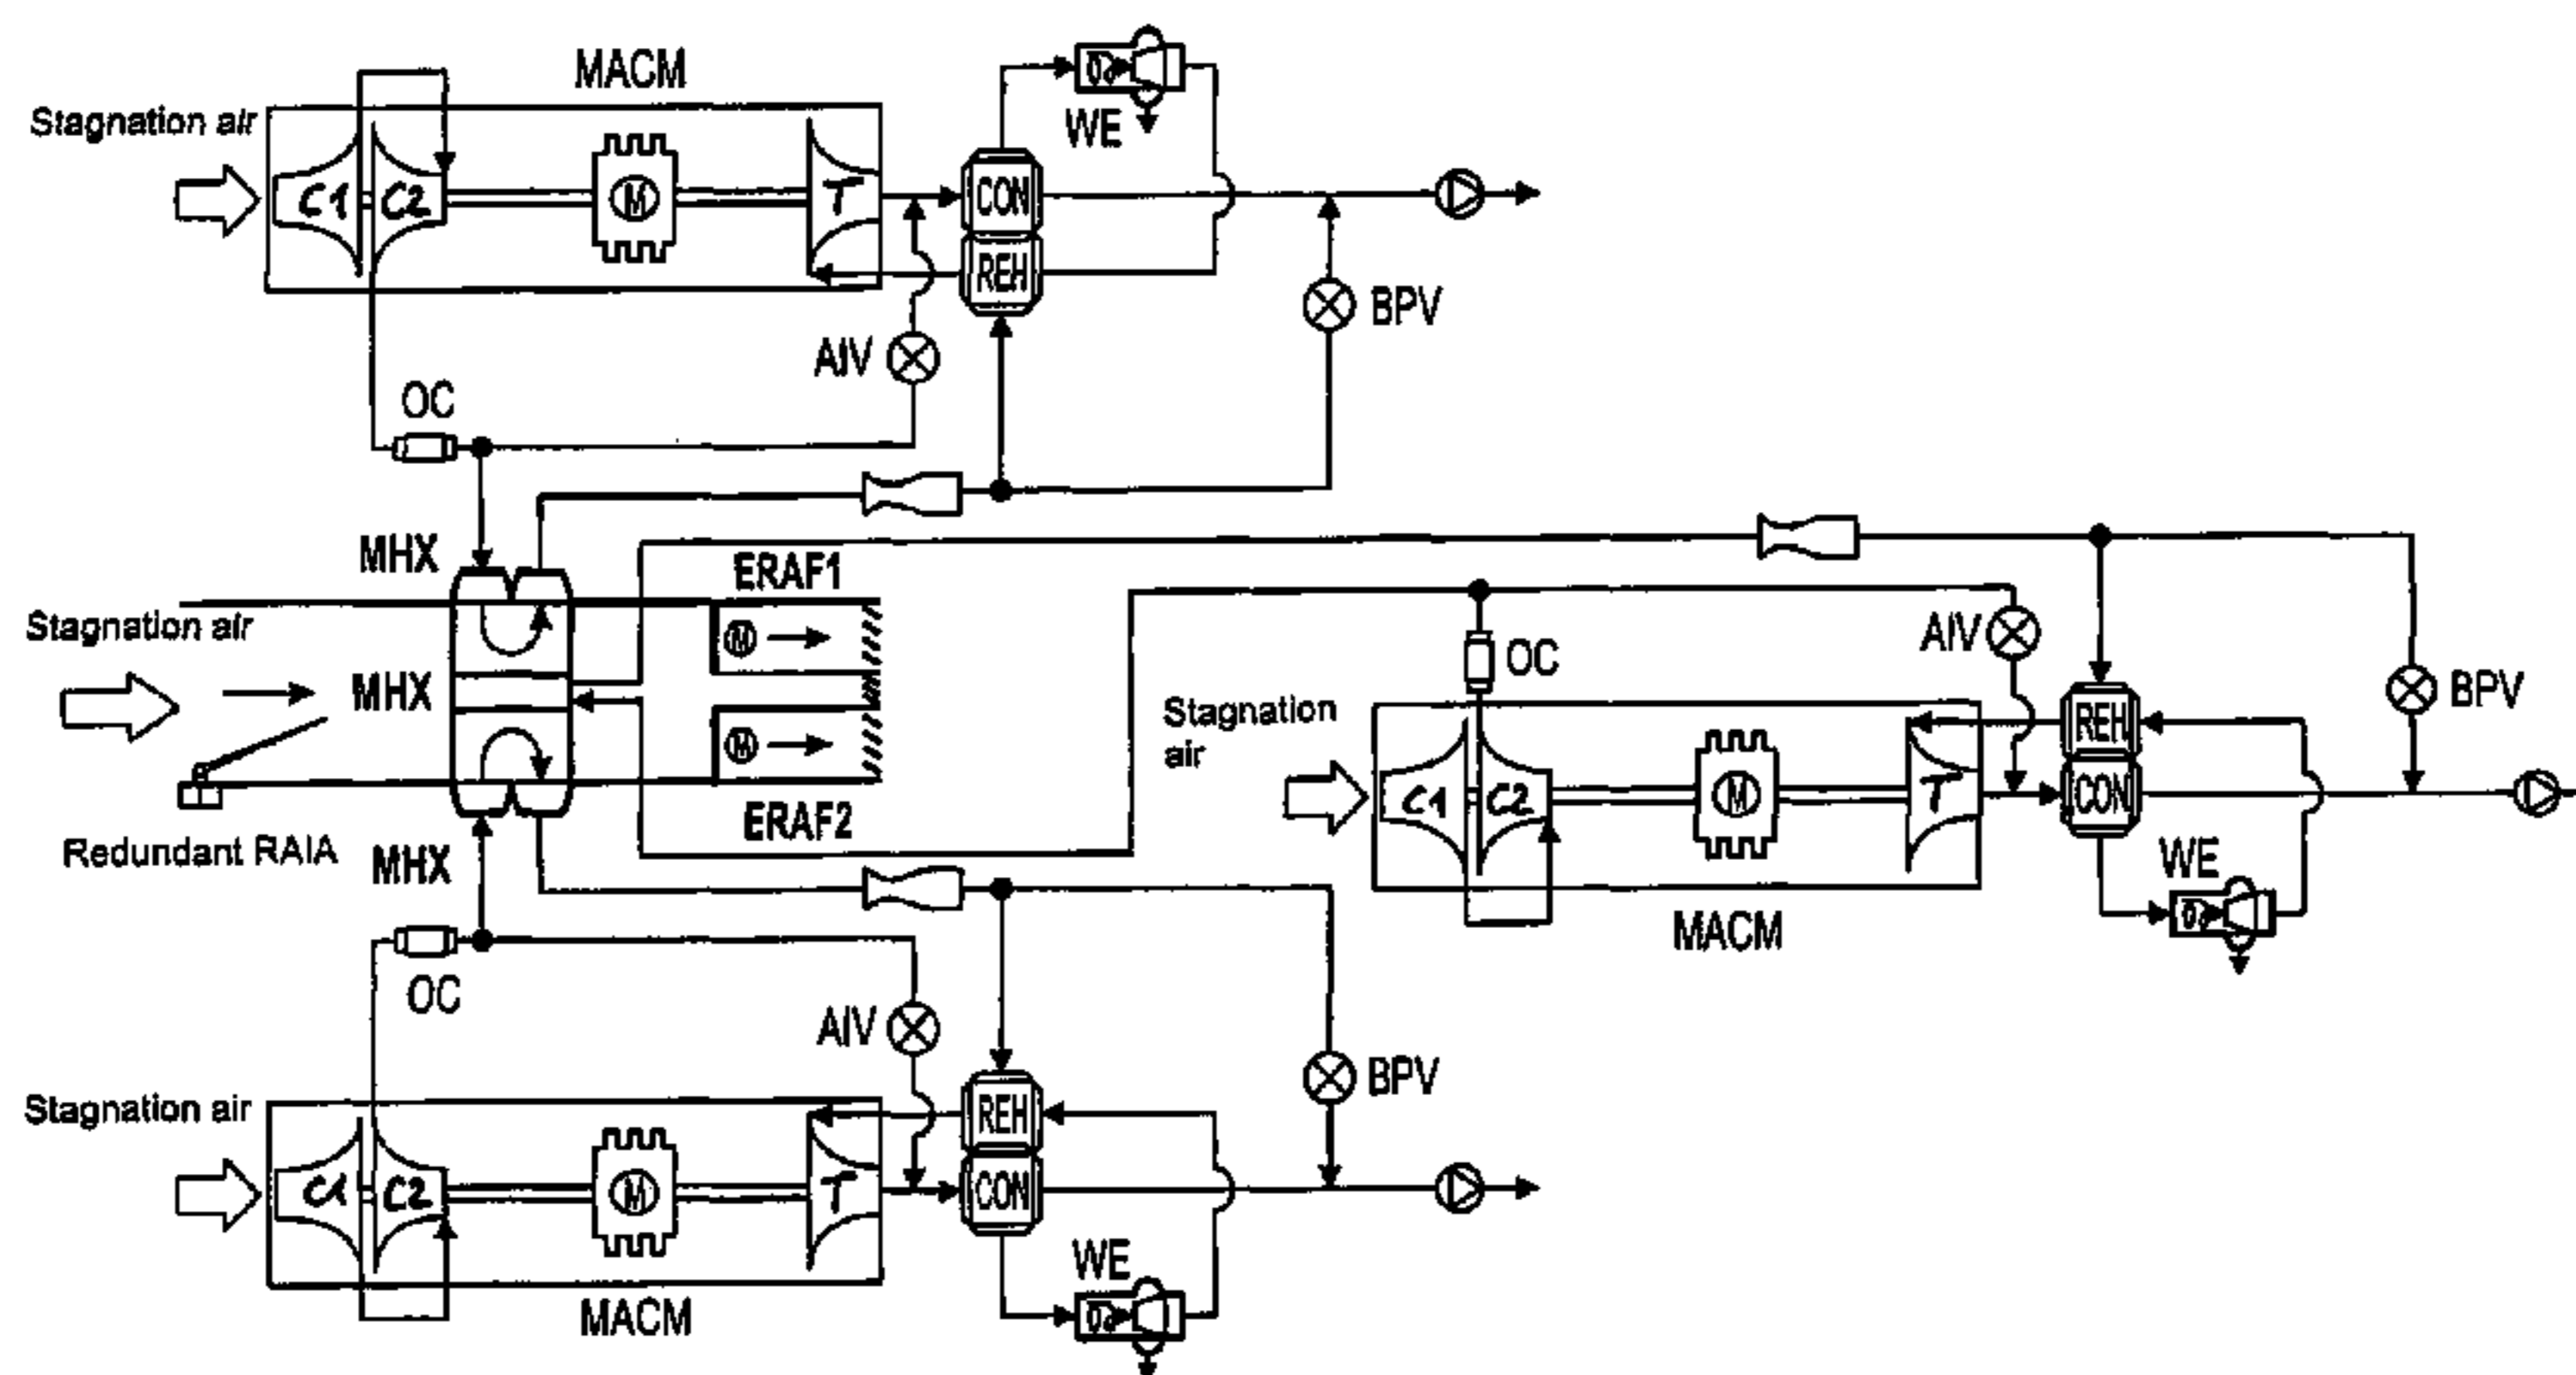 MACM
Stagnation air
WE
C1 C2 M T CON
REH
BPV
AIV
OC
MHX
ERAF1
Stagnation air
M
AIV
OC
MHX
BPV
Stagnation
air
REH
M
C1 C2 M T CON
ERAF2
Redundant RAIA
MHX
WE
MACM
OC
AIV
BPV
Stagnation air
REH
C1 C2 M T CON
WE
MACM